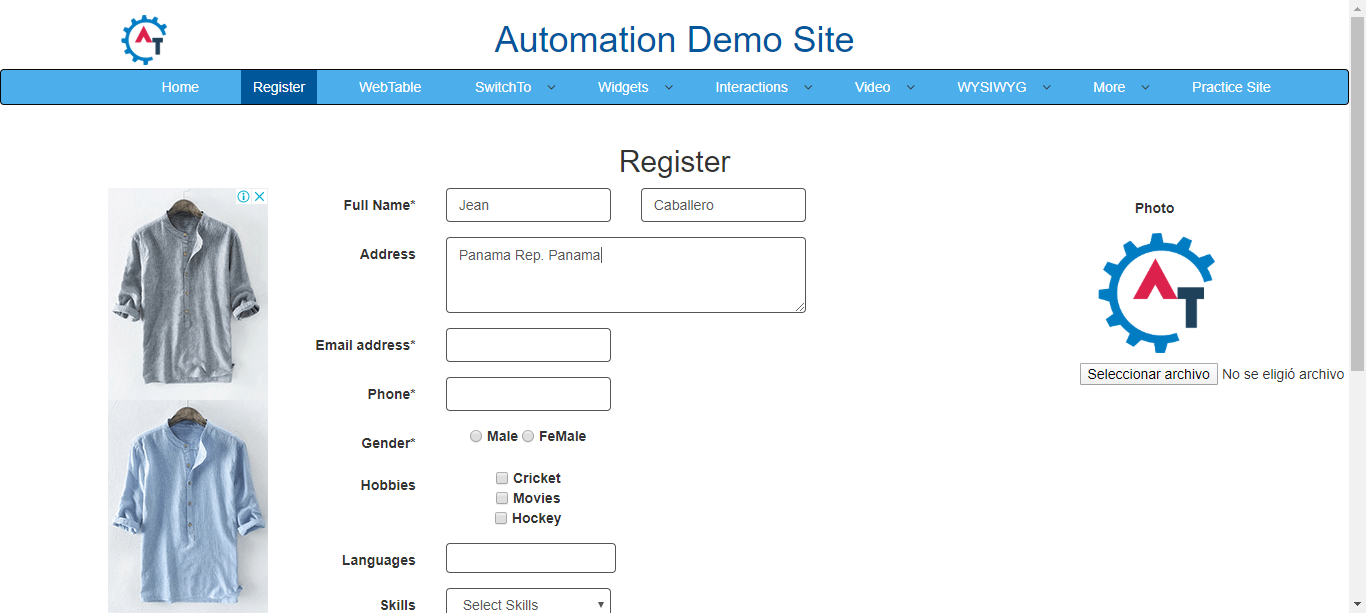 AT
Automation Demo Site
Home Register WebTable SwitchTo Widgets Interactions Video WYSIWYG More Practice Site
Register
Full Name* Jean Caballero
Photo
Address Panama Rep. Panama
AT
Email address*
Seleccionar archivo No se eligió archivo
Phone*
Gender* Male FeMale
Hobbies Cricket
Movies
Hockey
Languages
Skills Select Skills